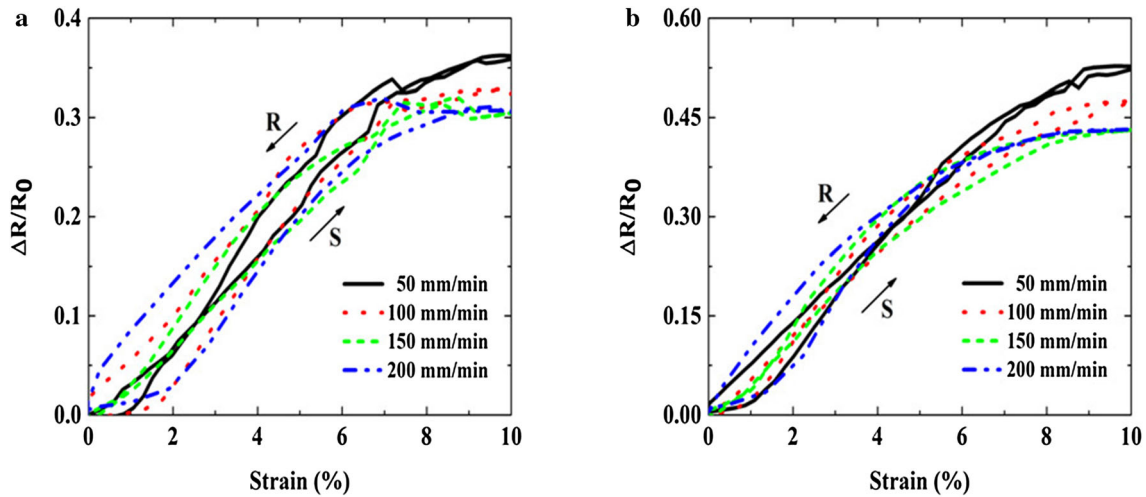 a
0.4
0.3
0.2
0.1
0.0
ΔR/R0
R
S
50 mm/min
100 mm/min
150 mm/min
200 mm/min
0 2 4 6 8 10
Strain (%)
b
0.60
0.45
0.30
0.15
0.00
ΔR/R0
R
S
50 mm/min
100 mm/min
150 mm/min
200 mm/min
0 2 4 6 8 10
Strain (%)